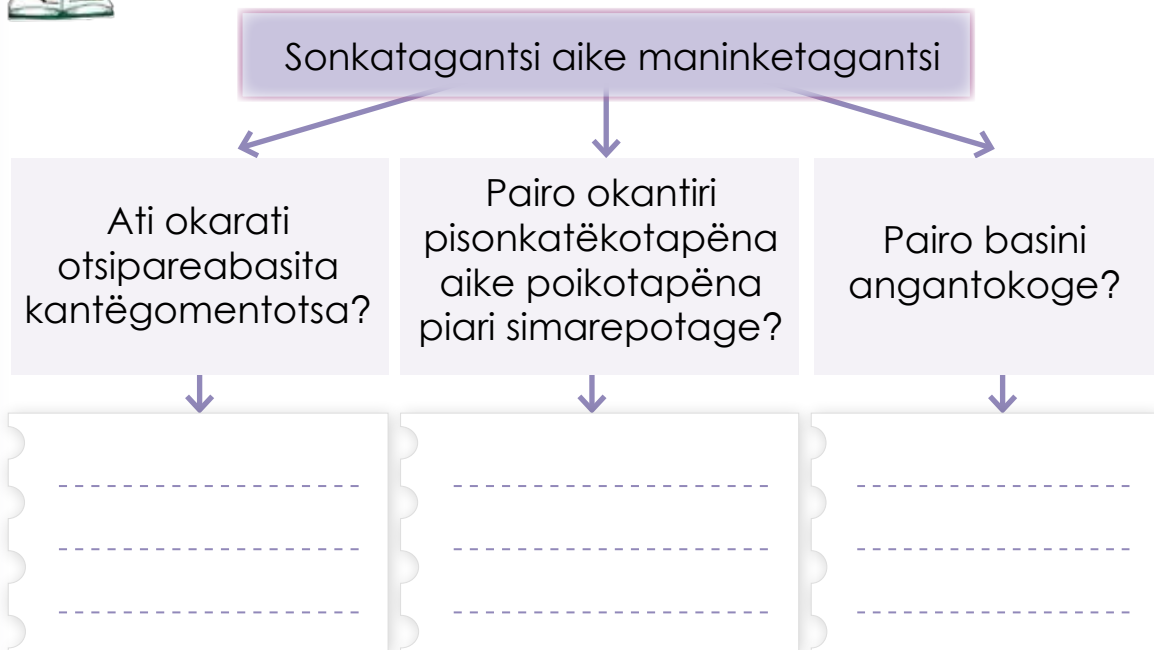 Sonkatagantsi aike maninketagantsi
Ati okarati
otsipareabasita
kantëgomentotsa?
Pairo okantiri
pisonkatëkotapëna
aike poikotapëna
piari simarepotage?
Pairo basini
angantokoge?